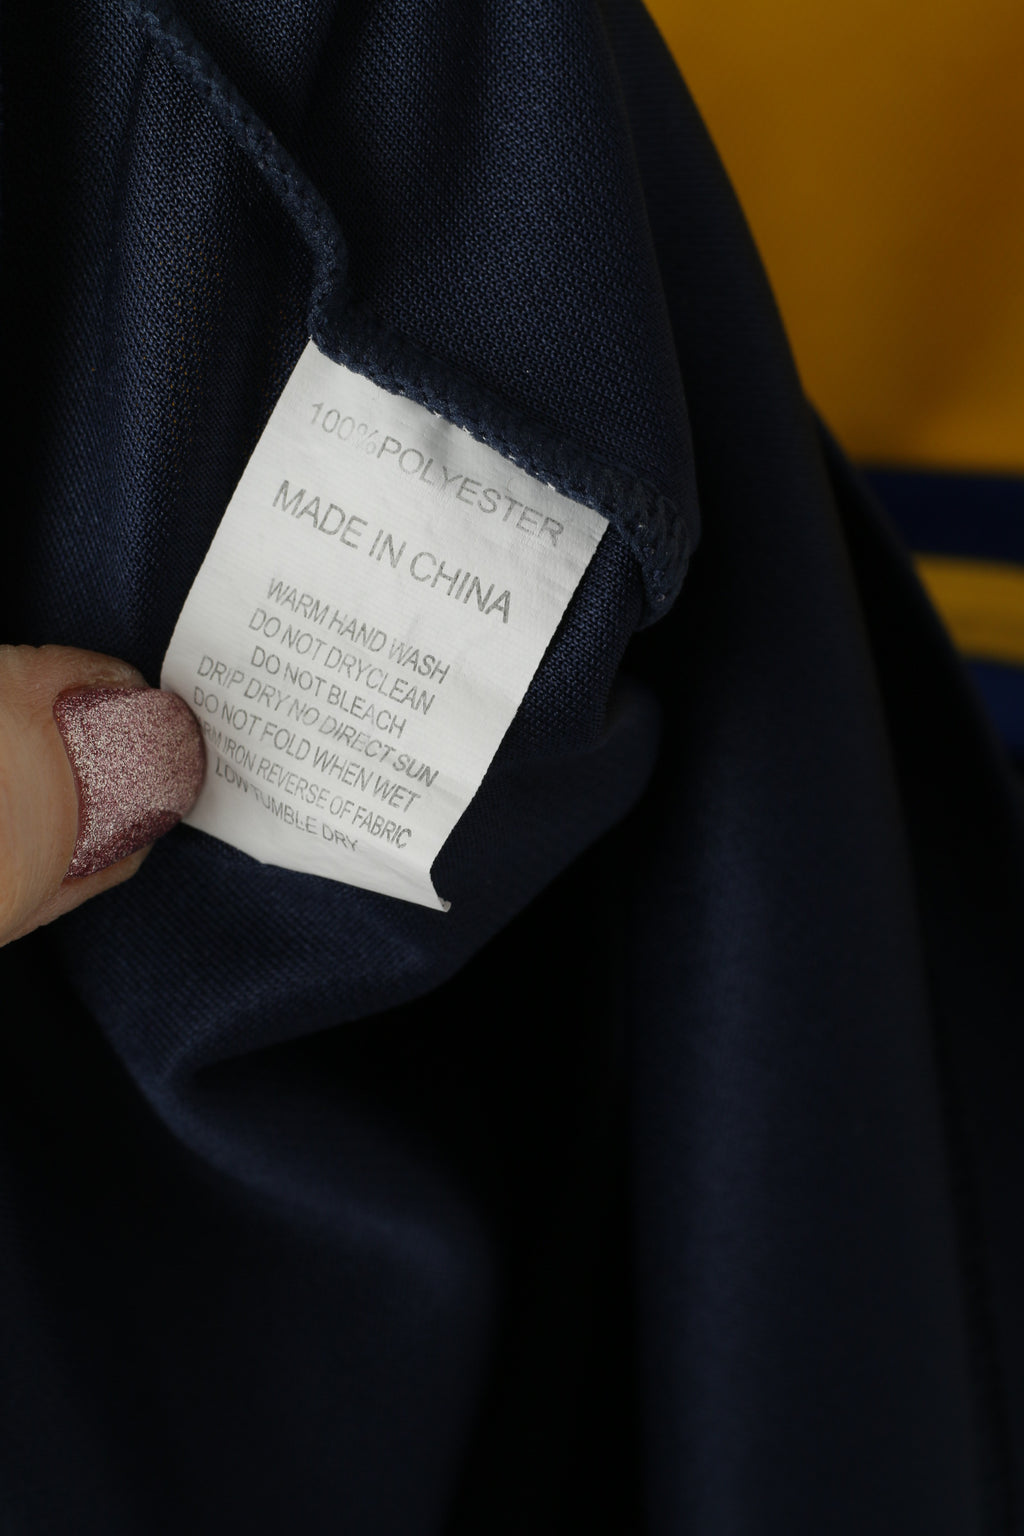 100%POLYESTER
MADE IN CHINA
WARM HAND WASH
DO NOT DRYCLEAN
DO NOT BLEACH
DRIP DRY NO DIRECT SUN
DO NOT FOLD WHEN WET
IRON REVERSE OF FABRIC
LOW TUMBLE DRY